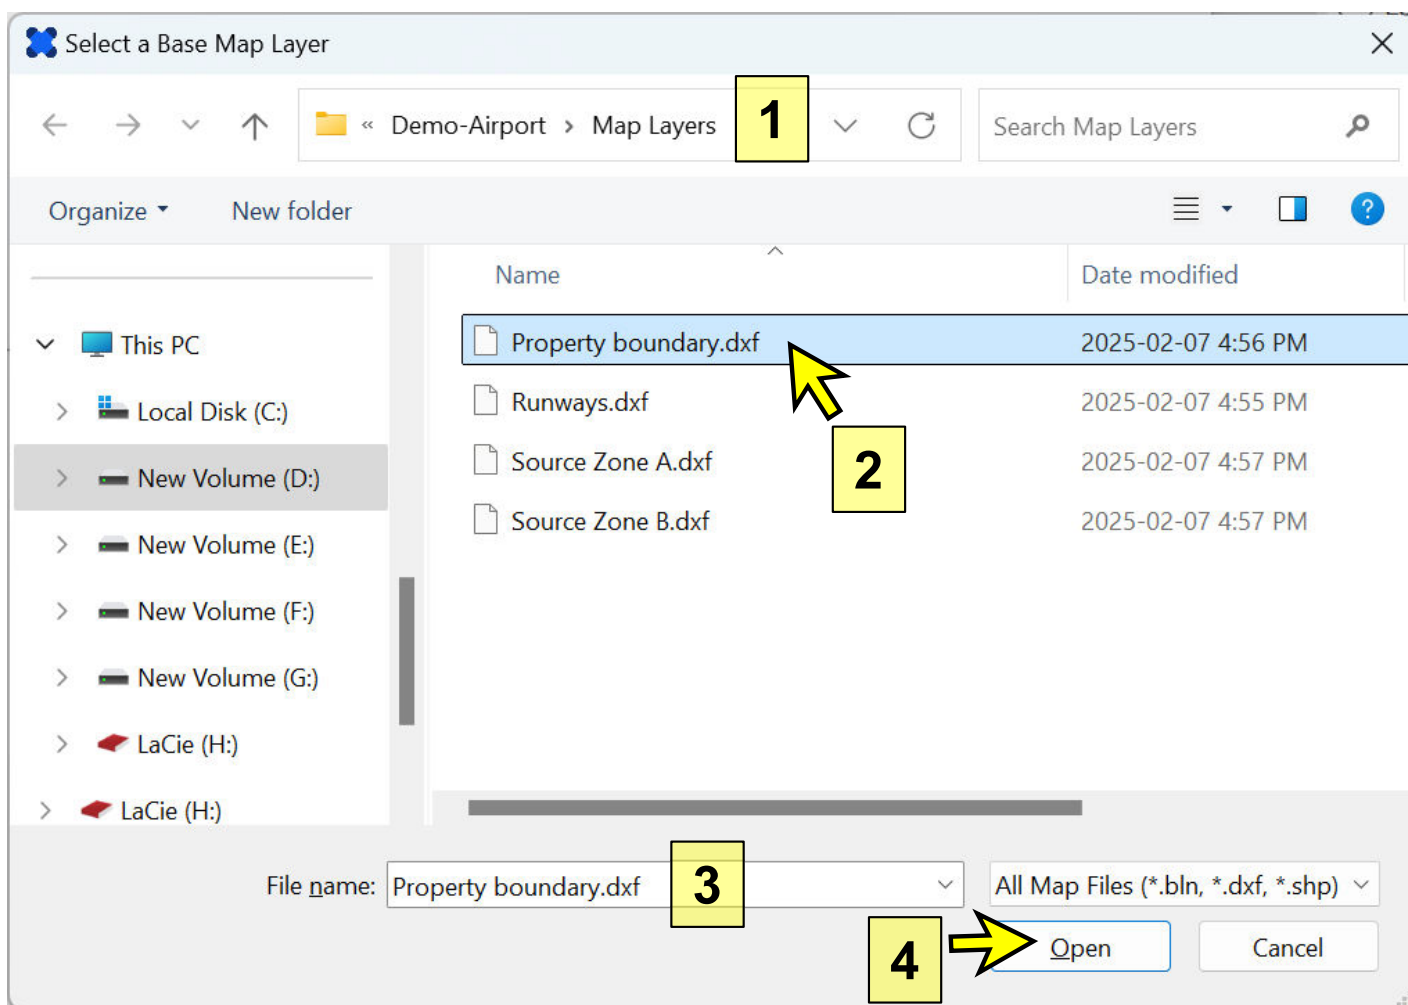 Select a Base Map Layer
« Demo-Airport > Map Layers
1
Search Map Layers
Organize
New folder
?
Name
Date modified
This PC
Local Disk (C:)
New Volume (D:)
New Volume (E:)
New Volume (F:)
New Volume (G:)
LaCie (H:)
LaCie (H:)
Property boundary.dxf 2025-02-07 4:56 PM
Runways.dxf 2025-02-07 4:55 PM
Source Zone A.dxf 2025-02-07 4:57 PM
Source Zone B.dxf 2025-02-07 4:57 PM
2
File name: Property boundary.dxf
3
All Map Files (*.bln, *.dxf, *.shp)
4
Open
Cancel